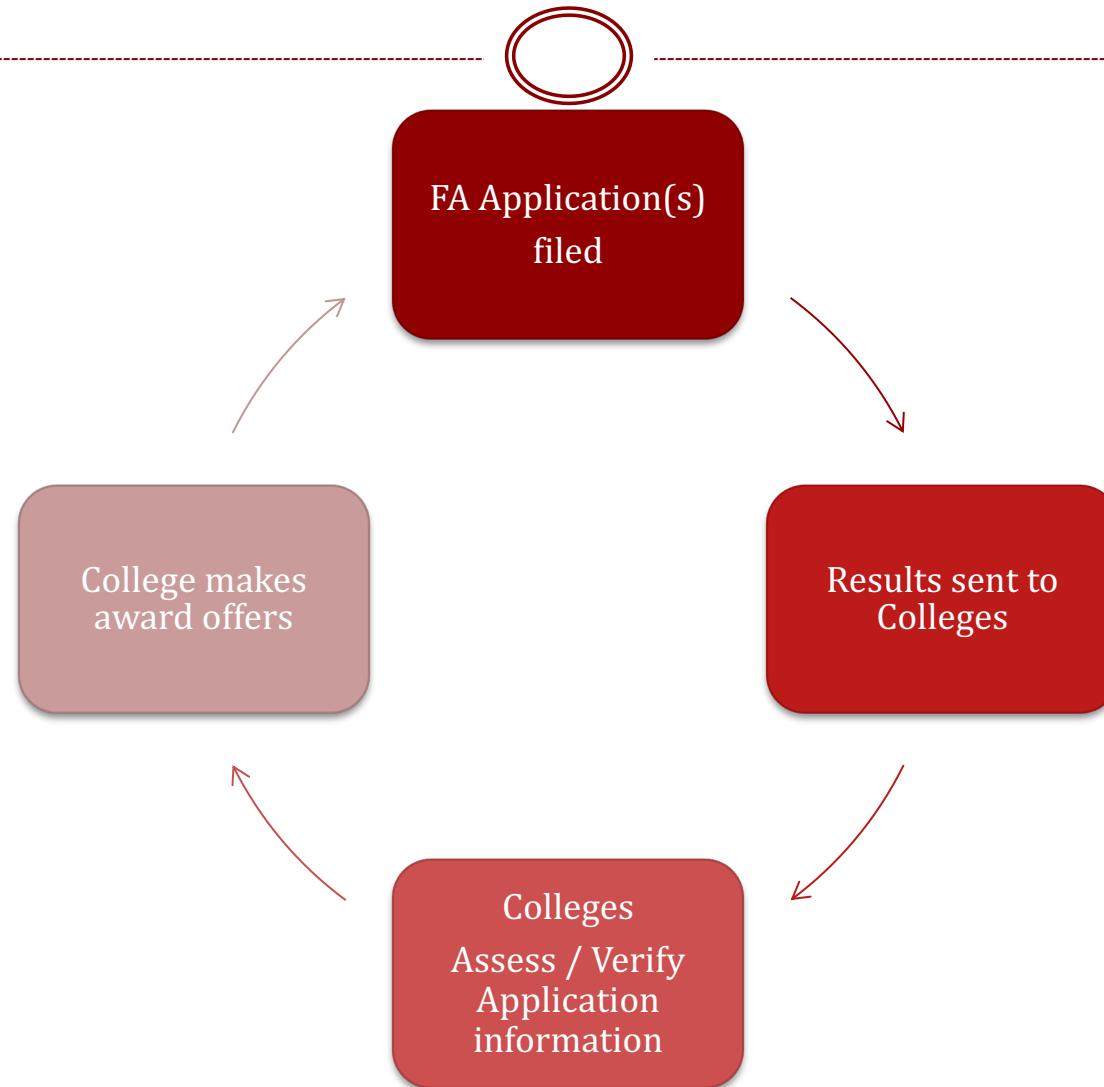 FA Application(s)
filed
Results sent to
Colleges
Colleges
Assess / Verify
Application
information
College makes
award offers